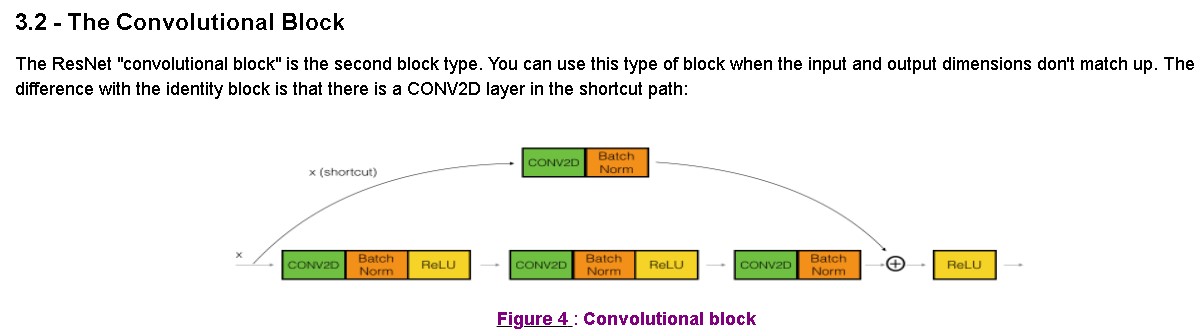 3.2 - The Convolutional Block
The ResNet "convolutional block" is the second block type. You can use this type of block when the input and output dimensions don't match up. The
difference with the identity block is that there is a CONV2D layer in the shortcut path:
CONV2D
Batch
Norm
x (shortcut)
x
CONV2D
Batch
Norm
ReLU
CONV2D
Batch
Norm
ReLU
CONV2D
Batch
Norm
ReLU
Figure 4 : Convolutional block